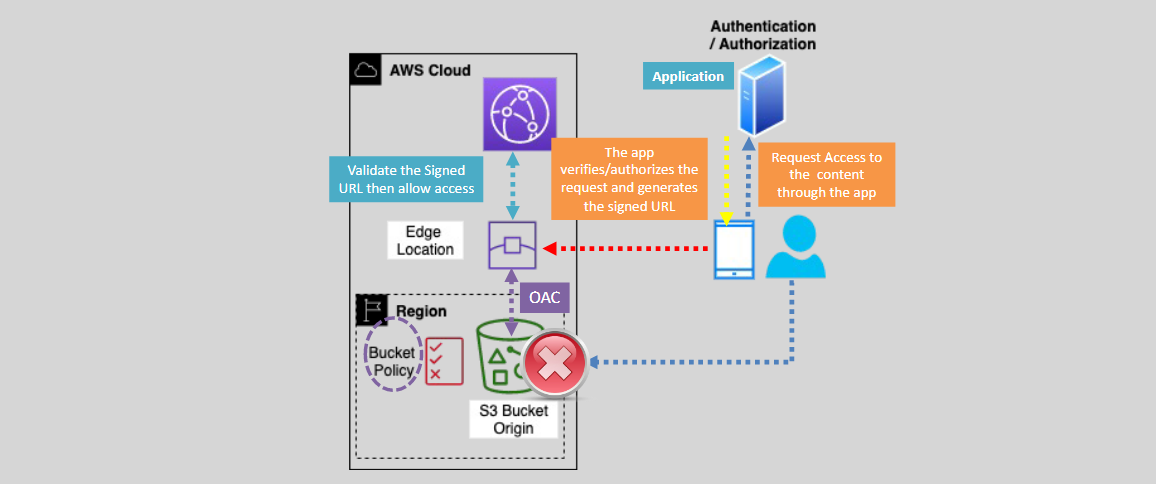 Authentication
/ Authorization
AWS Cloud
Application
Validate the Signed
URL then allow access
The app
verifies/authorizes the
request and generates
the signed URL
Request Access to
the content
through the app
Edge
Location
OAC
Region
Bucket
Policy
S3 Bucket
Origin